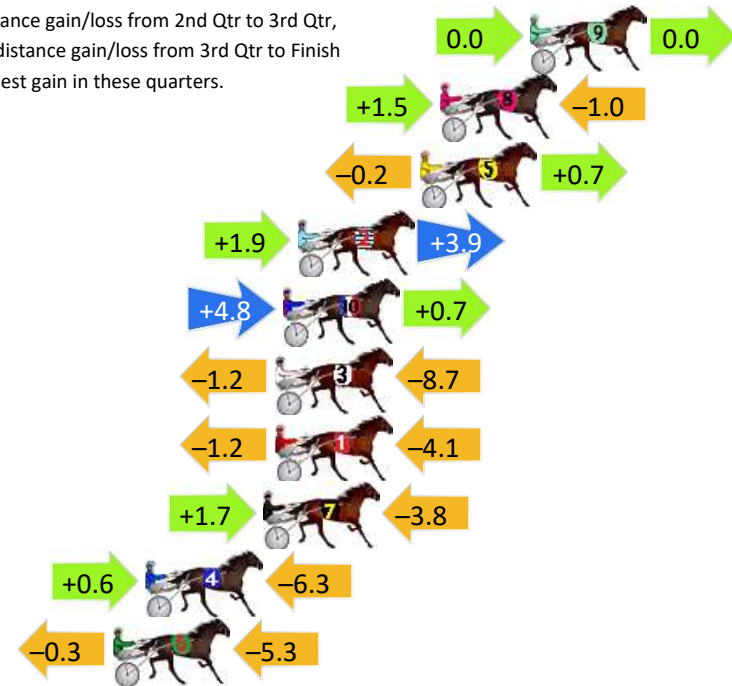 ance gain/loss from 2nd Qtr to 3rd Qtr,
distance gain/loss from 3rd Qtr to Finish
est gain in these quarters.
0.0 9 0.0
+1.5 8 –1.0
–0.2 5 +0.7
+1.9 2 +3.9
+4.8 10 +0.7
–1.2 3 –8.7
–1.2 1 –4.1
+1.7 7 –3.8
+0.6 4 –6.3
–0.3 6 –5.3